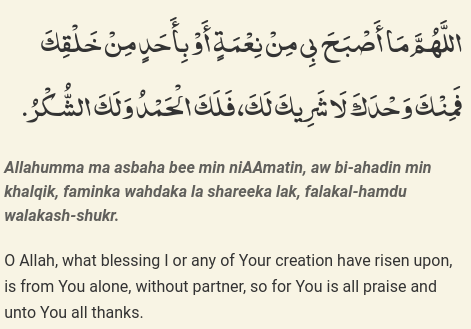 اللَّهُمَّ مَا أَصْبَحَ بِي مِنْ نِعْمَةٍ أَوْ بِأَحَدٍ مِنْ خَلْقِكَ
فَمِنْكَ وَحْدَكَ لَا شَرِيكَ لَكَ، فَلَكَ الْحَمْدُ وَلَكَ الشُّكْرُ.
Allahumma ma asbaha bee min niAAmatin, aw bi-ahadin min
khalqik, faminka wahdaka la shareeka lak, falakal-hamdu
walakash-shukr.
O Allah, what blessing I or any of Your creation have risen upon,
is from You alone, without partner, so for You is all praise and
unto You all thanks.